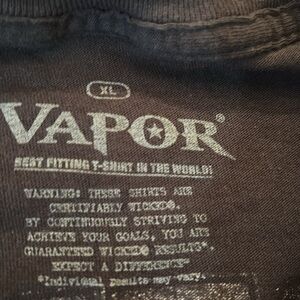 XL
VAPOR®
BEST FITTING T-SHIRT IN THE WORLD!
WARNING: THESE SHIRTS ARE
CERTIFIABLY WICKED®.
BY CONTINUOUSLY STRIVING TO
ACHIEVE YOUR GOALS, YOU ARE
GUARANTEED WICKED RESULTS*.
EXPECT A DIFFERENCE™
*Individual results may vary.